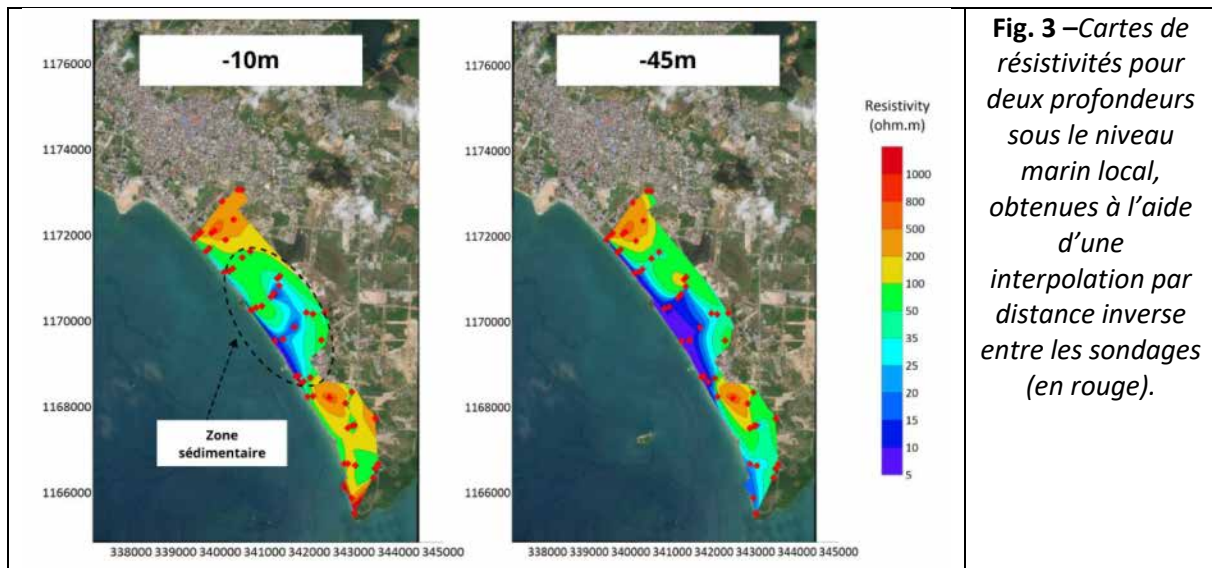 -10m
-45m
1176000
1174000
1172000
1170000
1168000
1166000
338000 339000 340000 341000 342000 343000 344000 345000
Zone
sédimentaire
1176000
1174000
1172000
1170000
1168000
1166000
338000 339000 340000 341000 342000 343000 344000 345000
Resistivity
(ohm.m)
1000
800
500
200
100
50
35
25
20
15
10
5
Fig. 3 –Cartes de
résistivités pour
deux profondeurs
sous le niveau
marin local,
obtenues à l’aide
d’une
interpolation par
distance inverse
entre les sondages
(en rouge).